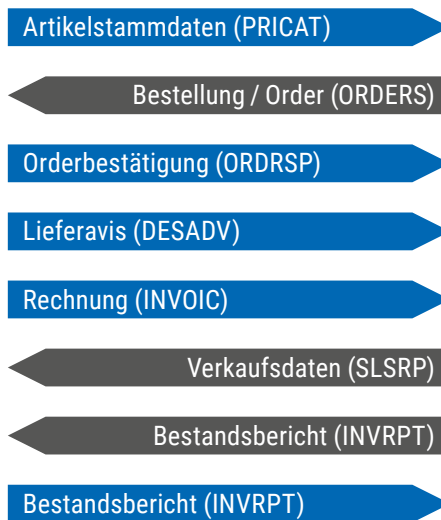 Artikelstammdaten (PRICAT)
Bestellung / Order (ORDERS)
Orderbestätigung (ORDRSP)
Lieferavis (DESADV)
Rechnung (INVOIC)
Verkaufsdaten (SLSRP)
Bestandsbericht (INVRPT)
Bestandsbericht (INVRPT)